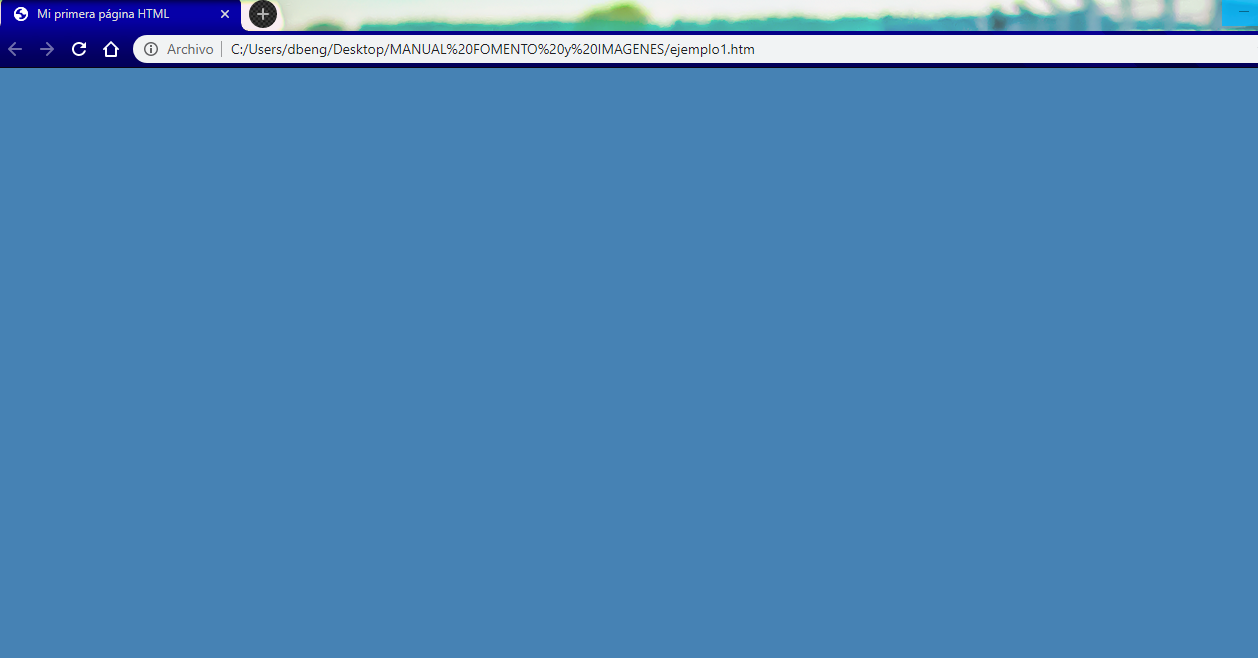 Mi primera página HTML
Archivo C:/Users/dbeng/Desktop/MANUAL%20FOMENTO%20y%20IMAGENES/ejemplo1.htm